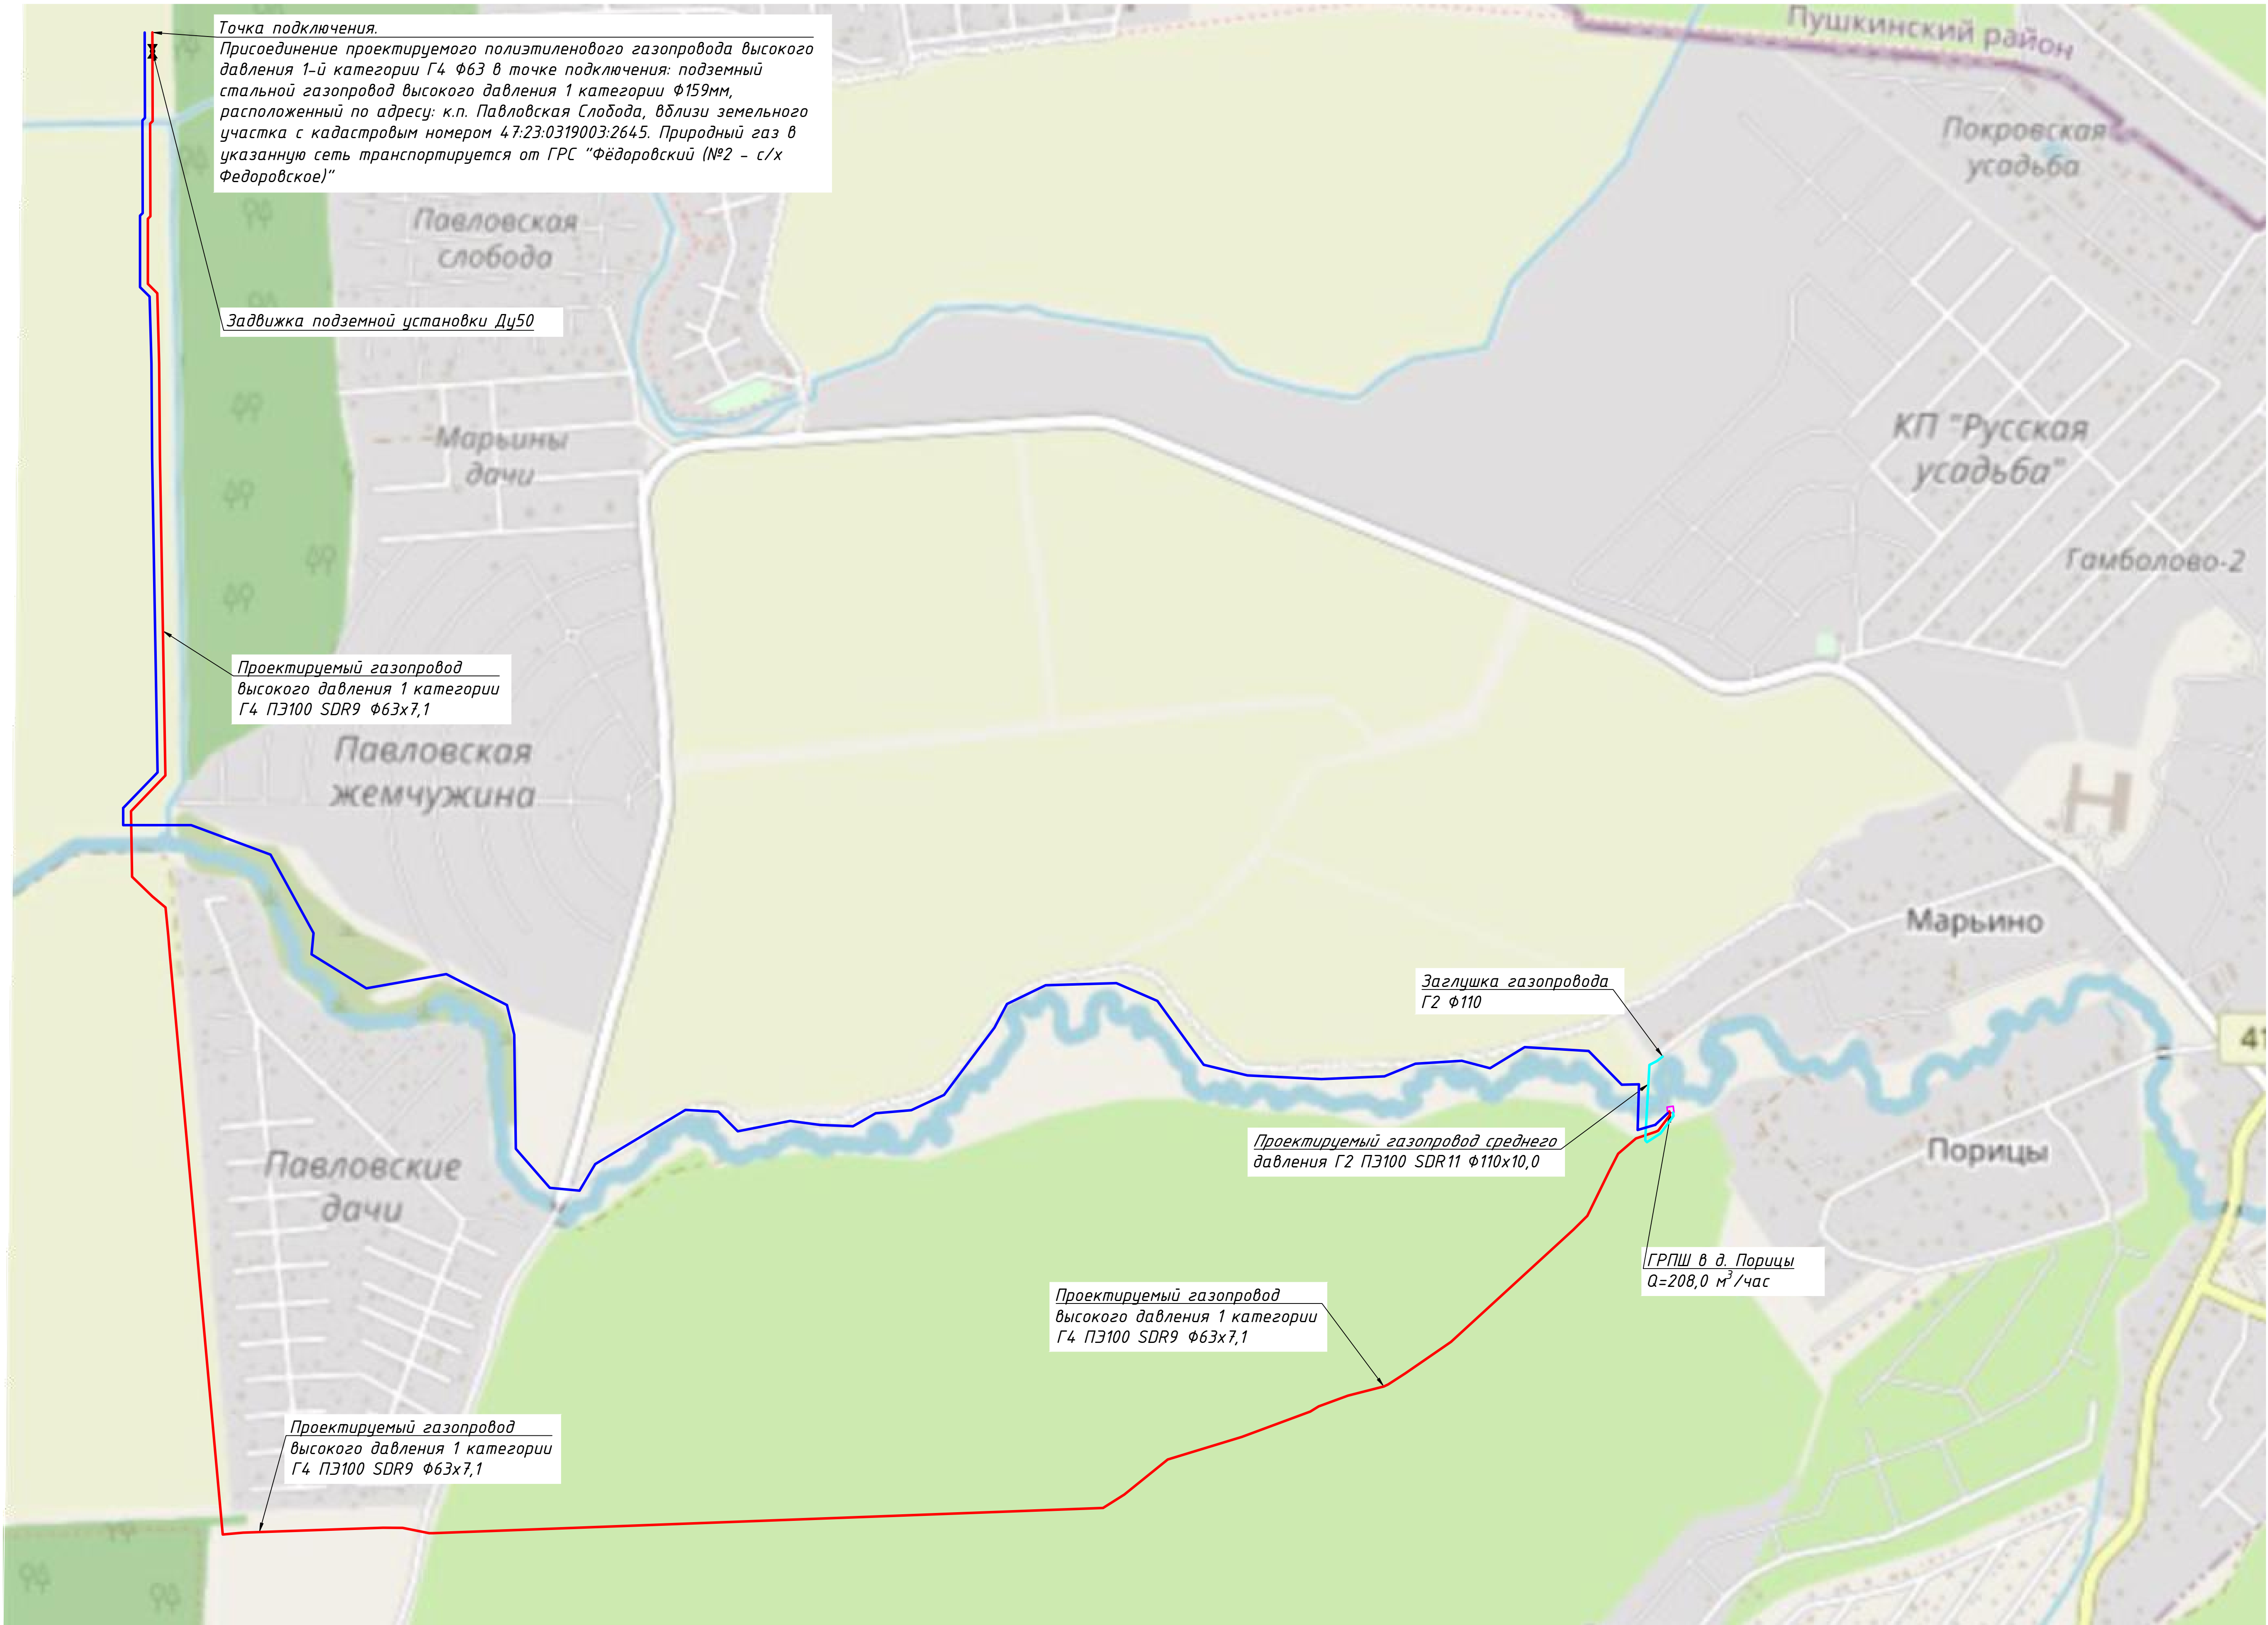 Точка подключения.
Присоединение проектируемого полиэтиленового газопровода высокого
давления 1-й категории Г4 Ф63 в точке подключения: подземный
стальной газопровод высокого давления 1 категории Ф159мм,
расположенный по адресу: к.п. Павловская Слобода, вблизи земельного
участка с кадастровым номером 47:23:0319003:2645. Природный газ в
указанную сеть транспортируется от ГРС "Фёдоровский (№2 - с/х
Федоровское)"
Пушкинский район
Покровская
усадьба
Павловская
слобода
Задвижка подземной установки Ду50
Марьины
дачи
КП "Русская
усадьба"
Гамболово-2
Проектируемый газопровод
высокого давления 1 категории
Г4 ПЭ100 SDR9 Ф63х7,1
Павловская
жемчужина
Марьино
Заглушка газопровода
Г2 Ф110
41
Проектируемый газопровод среднего
давления Г2 ПЭ100 SDR11 Ф110х10,0
Порицы
Павловские
дачи
ГРПШ в д. Порицы
Q=208,0 м³/час
Проектируемый газопровод
высокого давления 1 категории
Г4 ПЭ100 SDR9 Ф63х7,1
Проектируемый газопровод
высокого давления 1 категории
Г4 ПЭ100 SDR9 Ф63х7,1